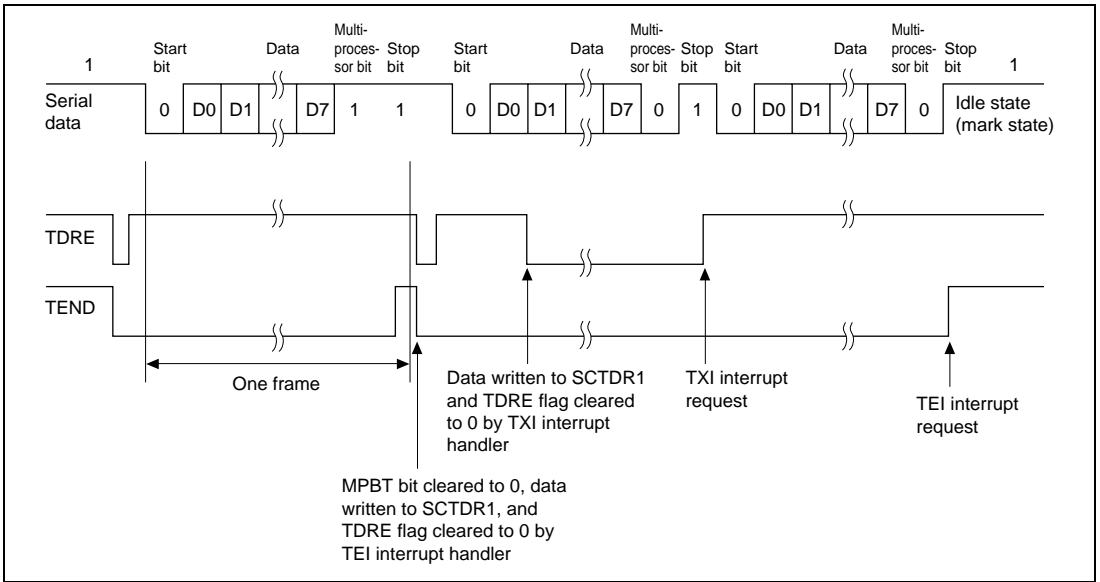 Multi-
proces-
sor bit
Multi-
proces-
sor bit
Multi-
proces-
sor bit
Start
bit
Data
Stop
bit
Start
bit
Data
Stop
bit
Start
bit
Data
Stop
bit
1
1
Serial
data
0 D0 D1 D7 1 1 0 D0 D1 D7 0 1 0 D0 D1 D7 0
Idle state
(mark state)
TDRE
TEND
One frame
Data written to SCTDR1
and TDRE flag cleared
to 0 by TXI interrupt
handler
TXI interrupt
request
TEI interrupt
request
MPBT bit cleared to 0, data
written to SCTDR1, and
TDRE flag cleared to 0 by
TEI interrupt handler